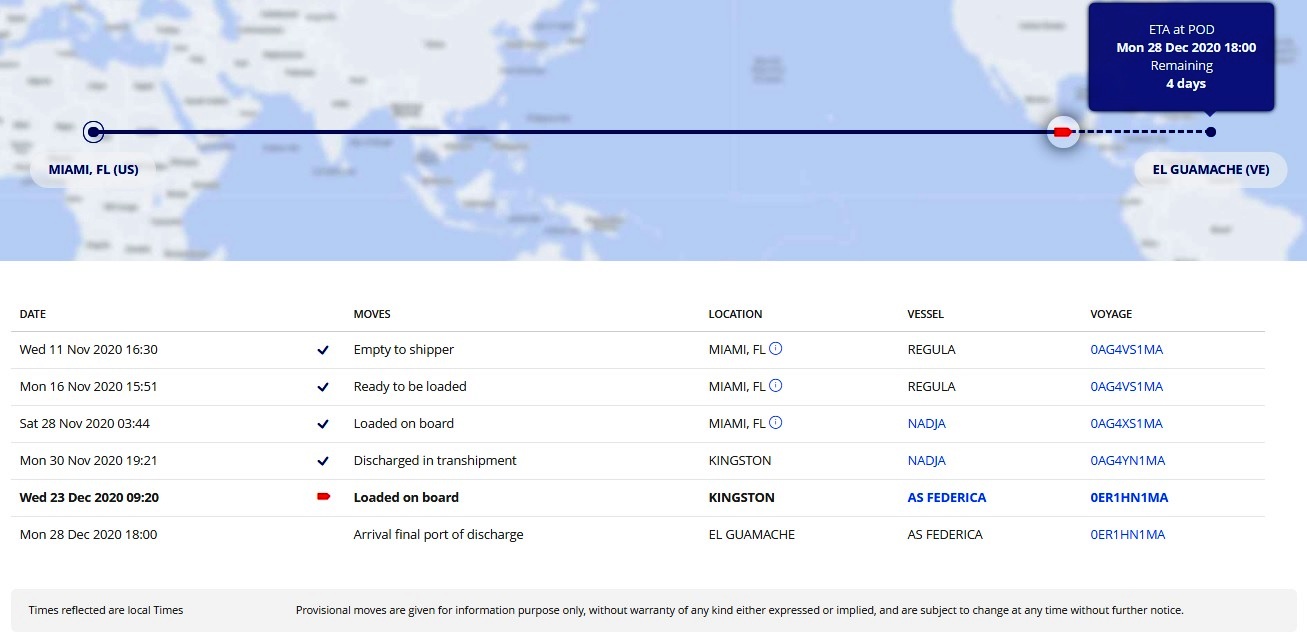 ETA at POD
Mon 28 Dec 2020 18:00
Remaining
4 days
MIAMI, FL (US)
EL GUAMACHE (VE)
DATE MOVES LOCATION VESSEL VOYAGE
Wed 11 Nov 2020 16:30 Empty to shipper MIAMI, FL REGULA 0AG4VS1MA
Mon 16 Nov 2020 15:51 Ready to be loaded MIAMI, FL REGULA 0AG4VS1MA
Sat 28 Nov 2020 03:44 Loaded on board MIAMI, FL NADJA 0AG4XS1MA
Mon 30 Nov 2020 19:21 Discharged in transhipment KINGSTON NADJA 0AG4YN1MA
Wed 23 Dec 2020 09:20 Loaded on board KINGSTON AS FEDERICA 0ER1HN1MA
Mon 28 Dec 2020 18:00 Arrival final port of discharge EL GUAMACHE AS FEDERICA 0ER1HN1MA
Times reflected are local Times Provisional moves are given for information purpose only, without warranty of any kind either expressed or implied, and are subject to change at any time without further notice.